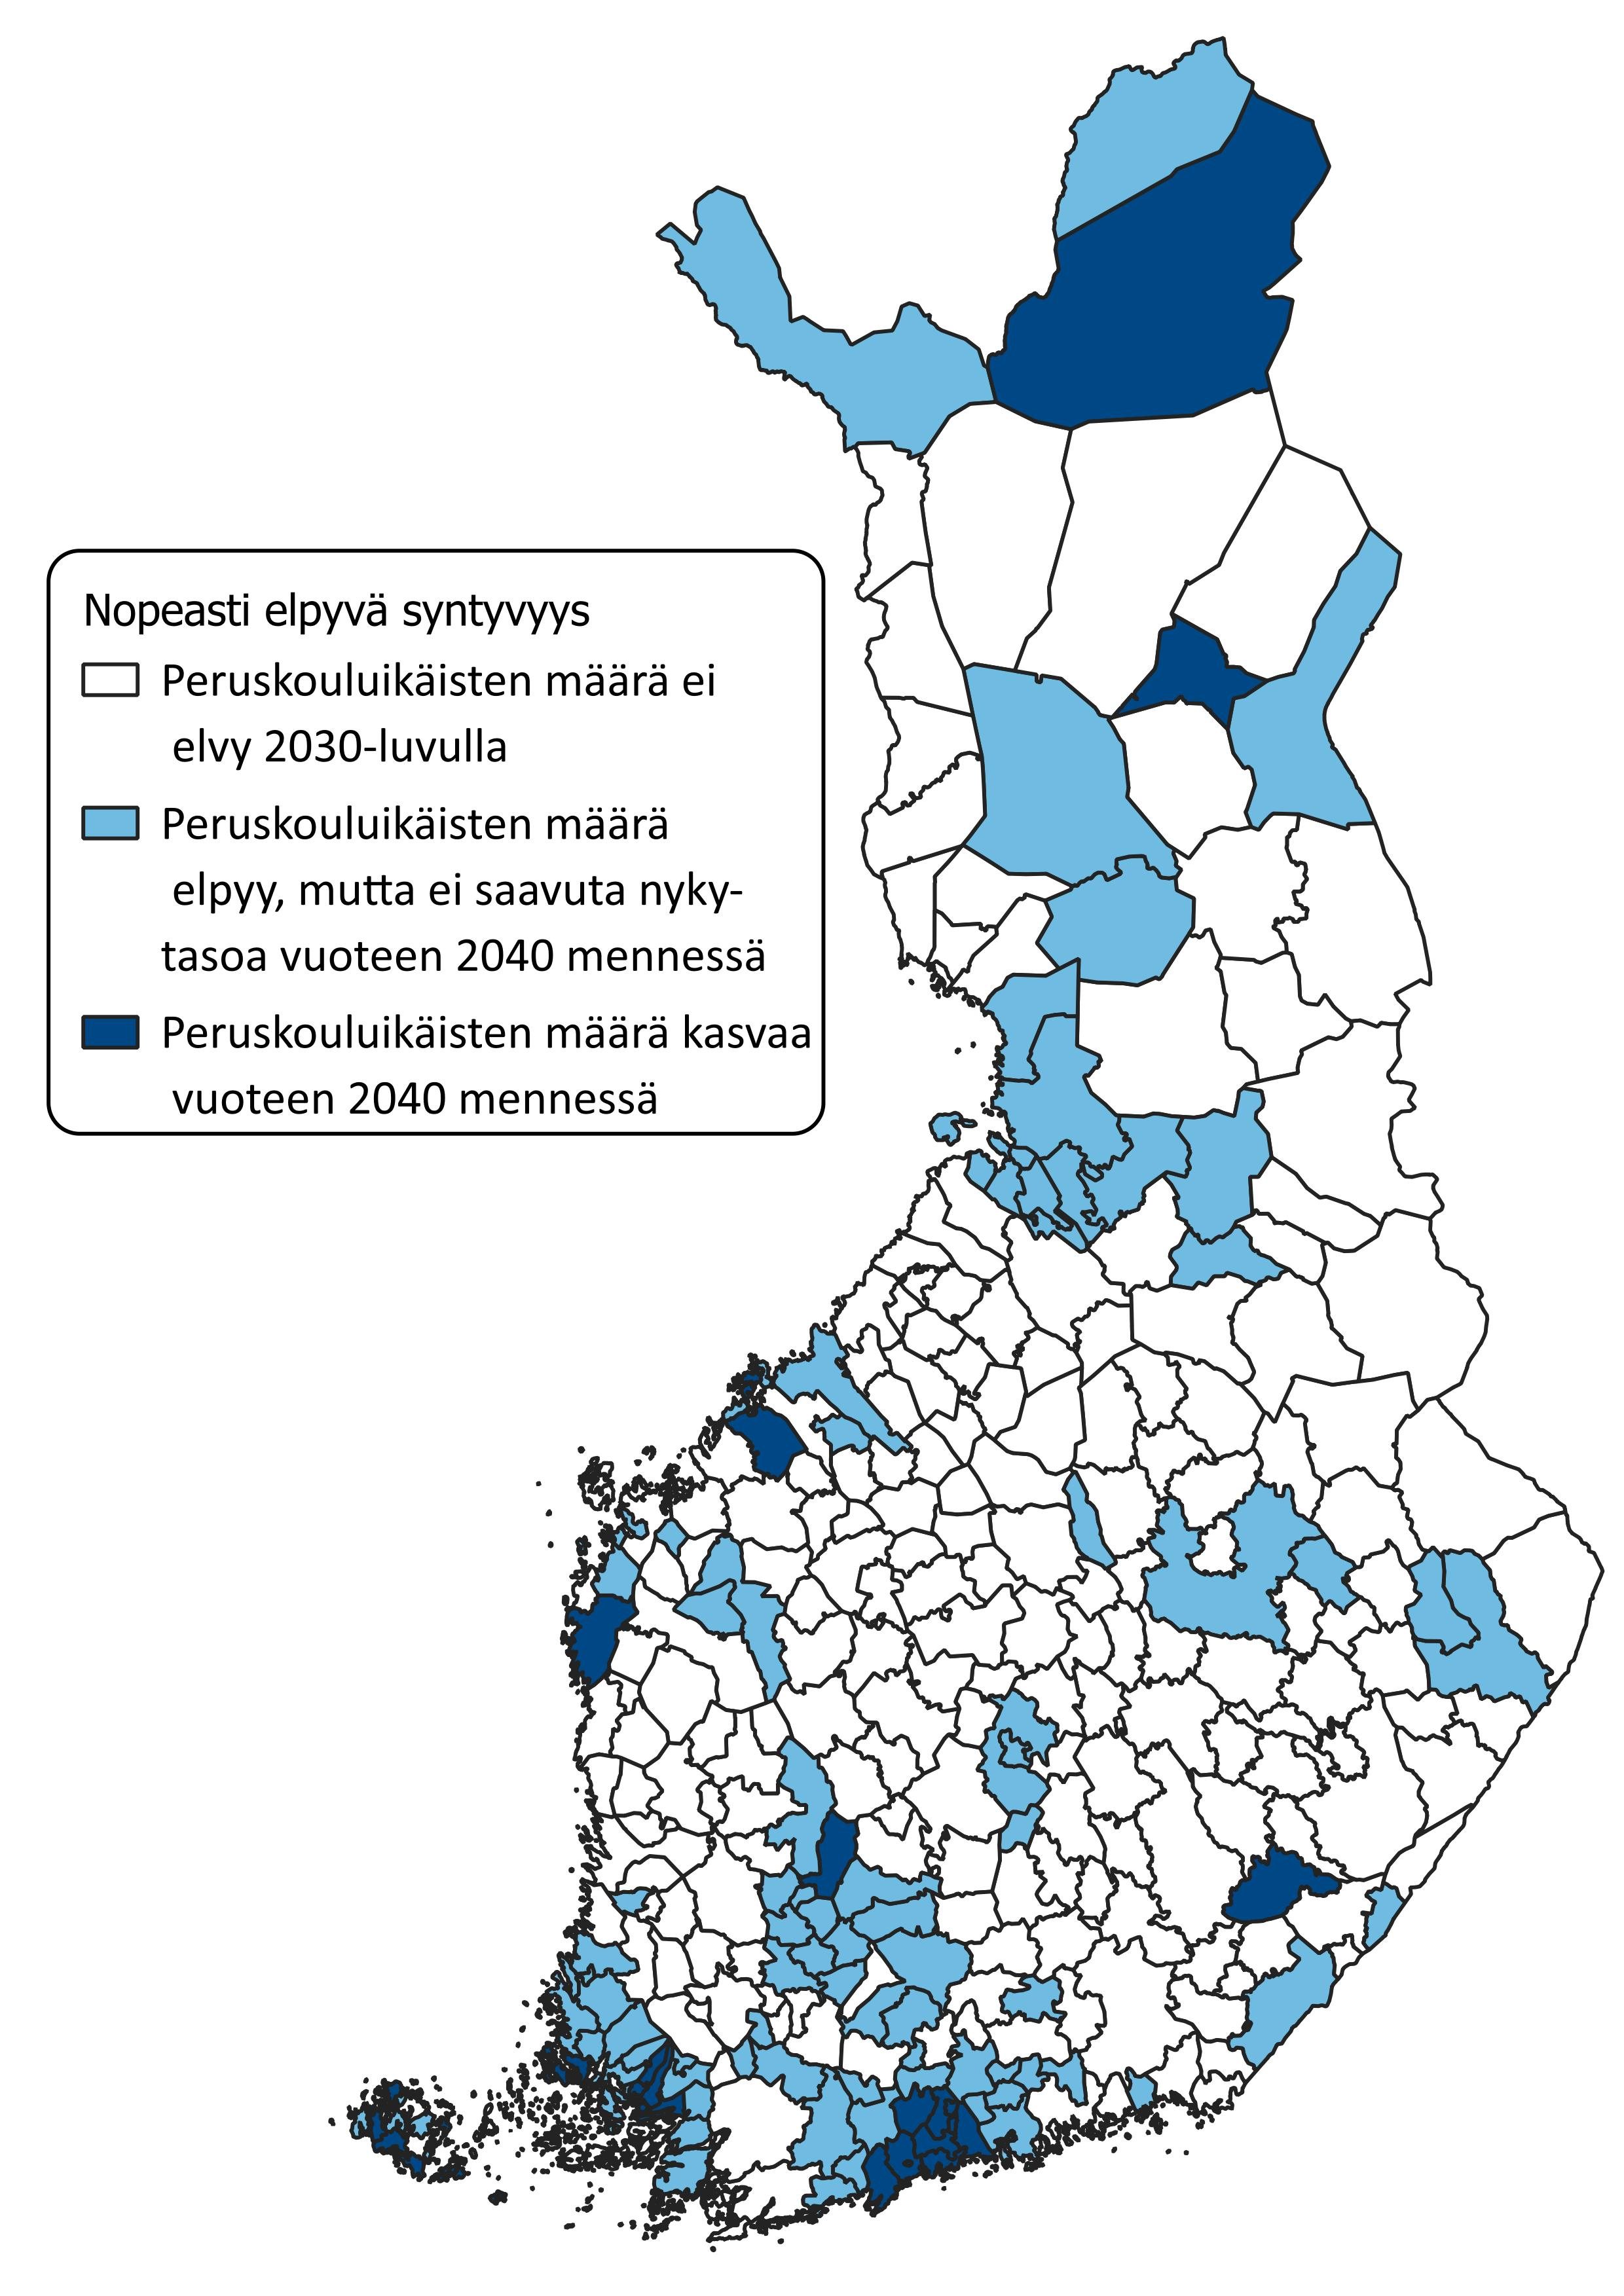 Nopeasti elpyvä syntyvyys
Peruskouluikäisten määrä ei
elvy 2030-luvulla
Peruskouluikäisten määrä
elpyy, mutta ei saavuta nyky-
tasoa vuoteen 2040 mennessä
Peruskouluikäisten määrä kasvaa
vuoteen 2040 mennessä